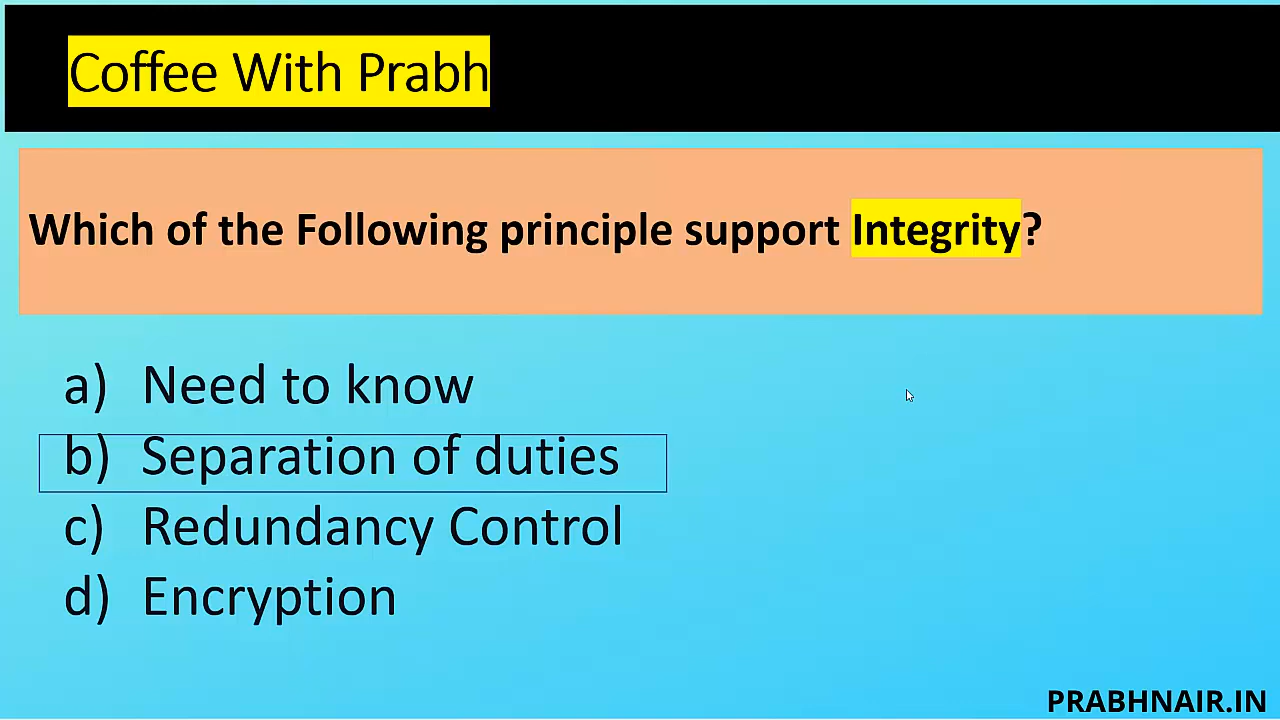 Coffee With Prabh
Which of the Following principle support Integrity?
a) Need to know
b) Separation of duties
c) Redundancy Control
d) Encryption
PRABHNAIR.IN